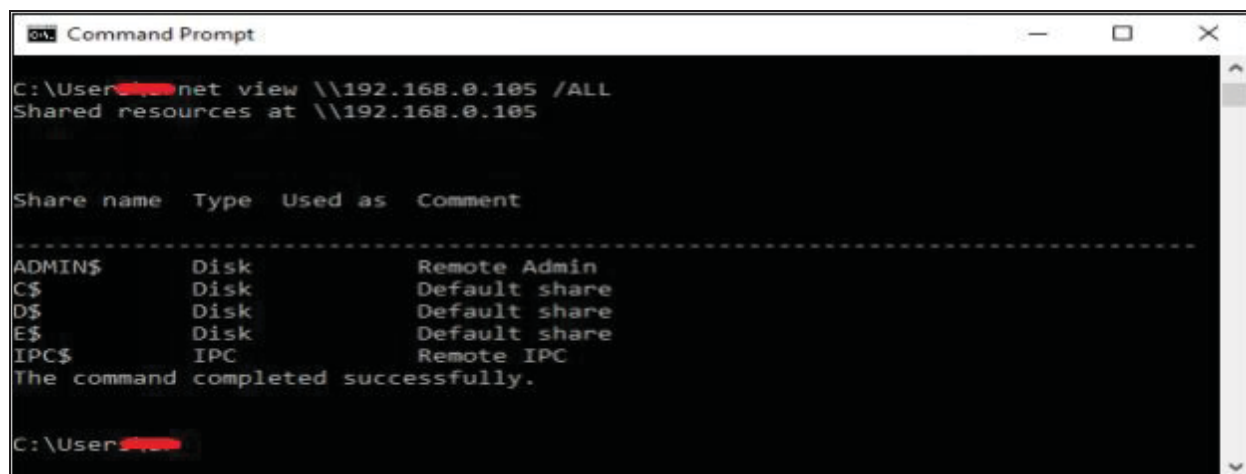 Command Prompt
C:\Users net view \\192.168.0.105 /ALL
Shared resources at \\192.168.0.105
Share name Type Used as Comment
-------------------------------------------------------------------------------
ADMIN$ Disk Remote Admin
C$ Disk Default share
D$ Disk Default share
E$ Disk Default share
IPC$ IPC Remote IPC
The command completed successfully.
C:\Users